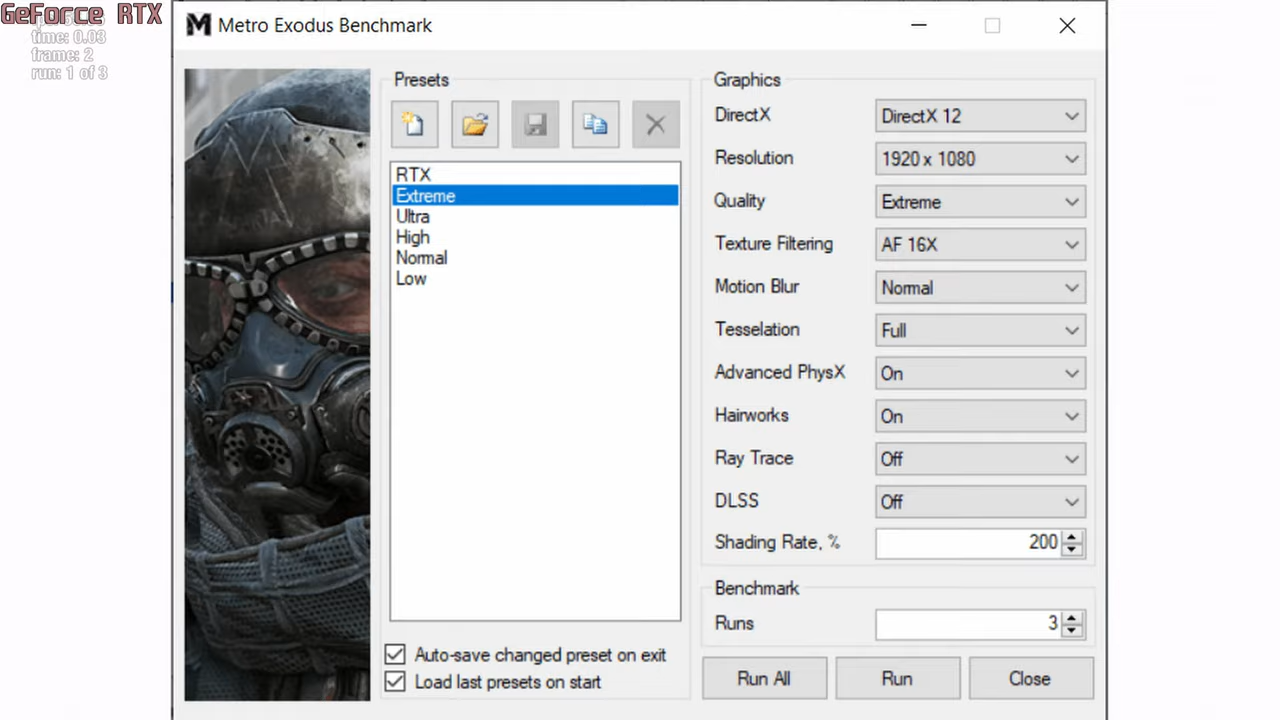 GeForce RTX
time: 0.03
frame: 2
run: 1 of 3
Metro Exodus Benchmark
Presets
RTX
Extreme
Ultra
High
Normal
Low
Auto-save changed preset on exit
Load last presets on start
Graphics
DirectX DirectX 12
Resolution 1920 x 1080
Quality Extreme
Texture Filtering AF 16X
Motion Blur Normal
Tesselation Full
Advanced PhysX On
Hairworks On
Ray Trace Off
DLSS Off
Shading Rate, % 200
Benchmark
Runs 3
Run All Run Close